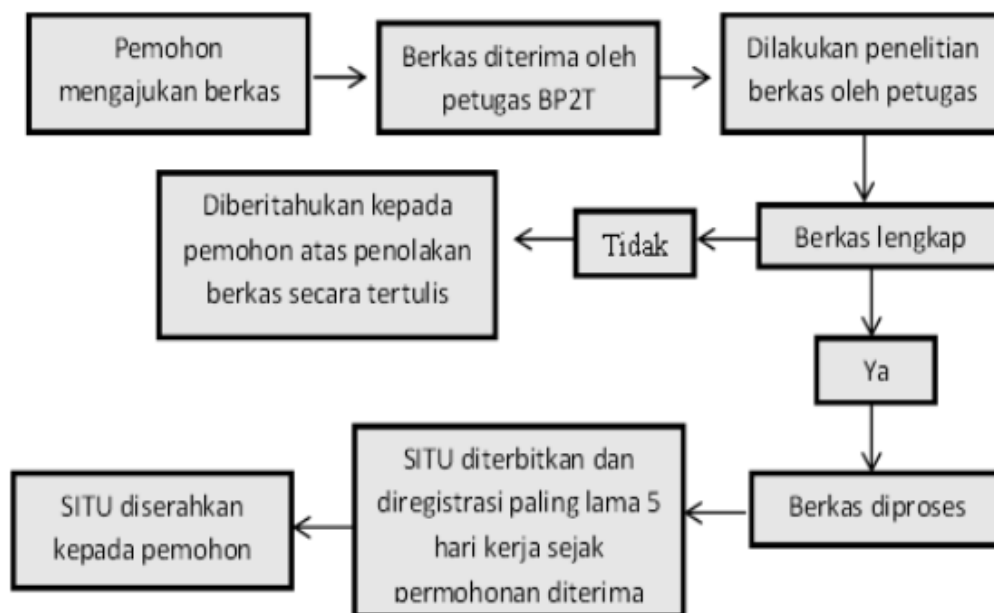 Pemohon
mengajukan berkas
Berkas diterima oleh
petugas BP2T
Dilakukan penelitian
berkas oleh petugas
Berkas lengkap
Tidak
Diberitahukan kepada
pemohon atas penolakan
berkas secara tertulis
Ya
Berkas diproses
SITU diterbitkan dan
diregistrasi paling lama 5
hari kerja sejak
permohonan diterima
SITU diserahkan
kepada pemohon